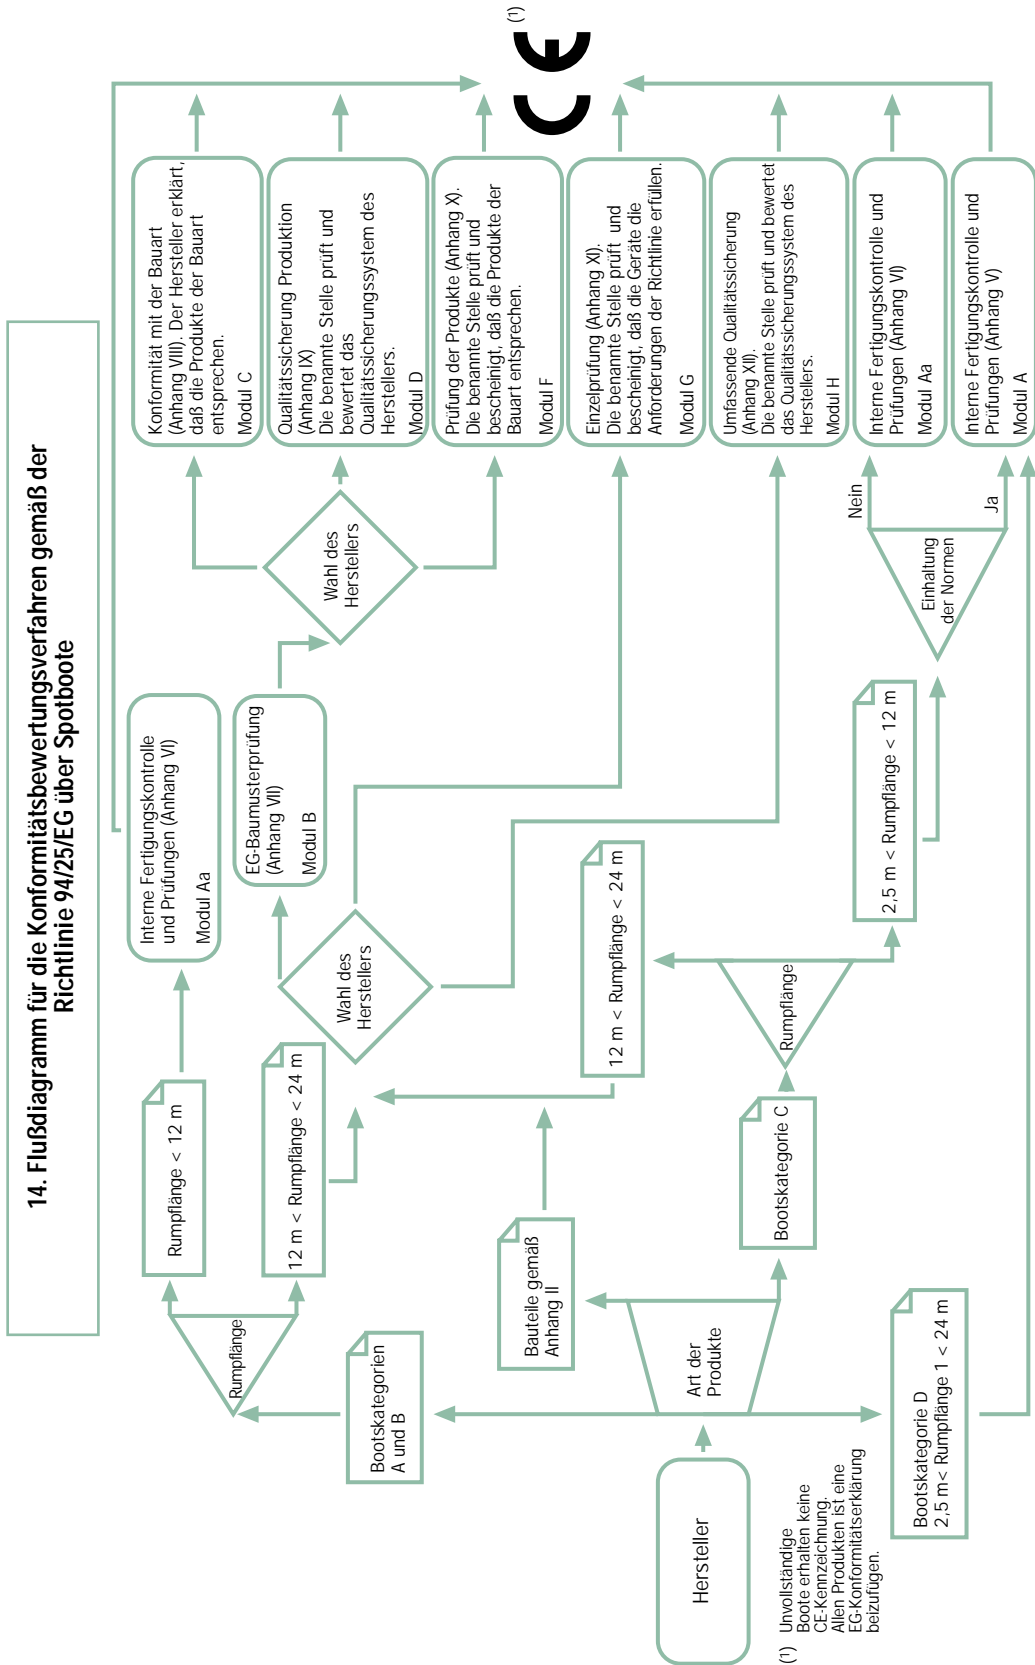 14. Flußdiagramm für die Konformitätsbewertungsverfahren gemäß der
Richtlinie 94/25/EG über Spotboote
Hersteller
(1) Unvollständige
Boote erhalten keine
CE-Kennzeichnung.
Allen Produkten ist eine
EG-Konformitätserklärung
beizufügen.
Art der
Produkte
Bootskategorien
A und B
Bauteile gemäß
Anhang II
Bootskategorie C
Bootskategorie D
2,5 m< Rumpflänge 1 < 24 m
Rumpflänge
Rumpflänge < 12 m
12 m < Rumpflänge < 24 m
Rumpflänge
12 m < Rumpflänge < 24 m
2,5 m < Rumpflänge < 12 m
Interne Fertigungskontrolle
und Prüfungen (Anhang VI)
Modul Aa
Wahl des
Herstellers
EG-Baumusterprüfung
(Anhang VII)
Modul B
Wahl des
Herstellers
Einhaltung
der Normen
Nein
Ja
Konformität mit der Bauart
(Anhang VIII). Der Hersteller erklärt,
daß die Produkte der Bauart
entsprechen.
Modul C
Qualitätssicherung Produktion
(Anhang IX)
Die benannte Stelle prüft und
bewertet das
Qualitätssicherungssystem des
Herstellers.
Modul D
Prüfung der Produkte (Anhang X).
Die benannte Stelle prüft und
bescheinigt, daß die Produkte der
Bauart entsprechen.
Modul F
Einzelprüfung (Anhang XI).
Die benannte Stelle prüft und
bescheinigt, daß die Geräte die
Anforderungen der Richtlinie erfüllen.
Modul G
Umfassende Qualitätssicherung
(Anhang XII).
Die benannte Stelle prüft und bewertet
das Qualitätssicherungssystem des
Herstellers.
Modul H
Interne Fertigungskontrolle und
Prüfungen (Anhang VI)
Modul Aa
Interne Fertigungskontrolle und
Prüfungen (Anhang V)
Modul A
CE (1)